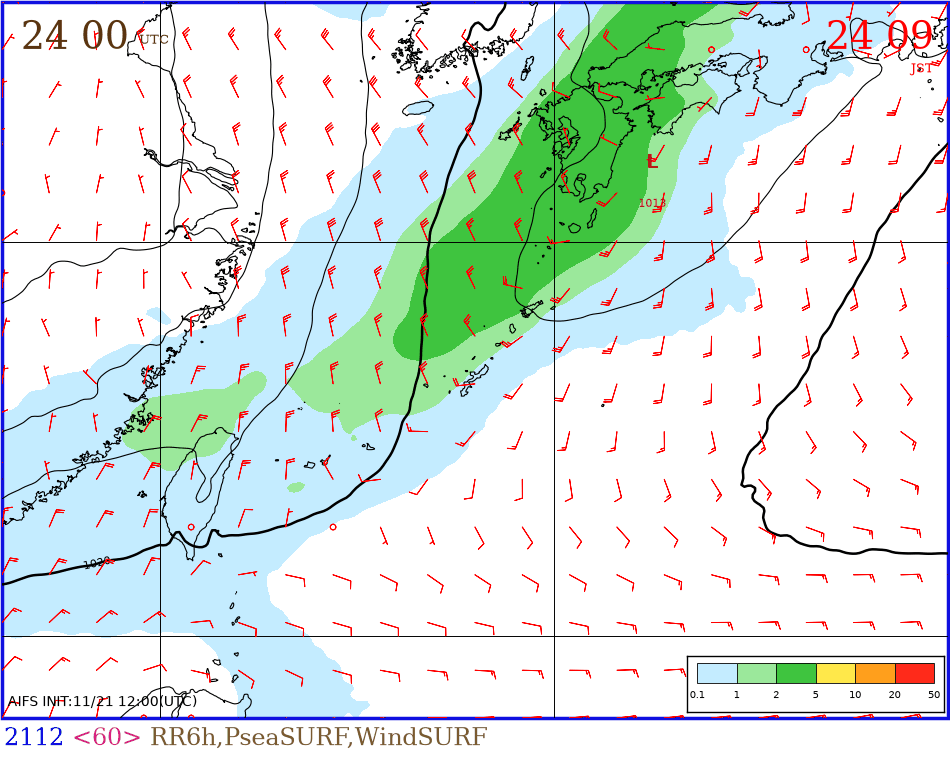 24 00 UTC
24 09
JST
L
1013
1020
0.1 1 2 5 10 20 50
AIFS INIT:11/21 12:00(UTC)
2112 <60> RR6h,PseaSURF,WindSURF